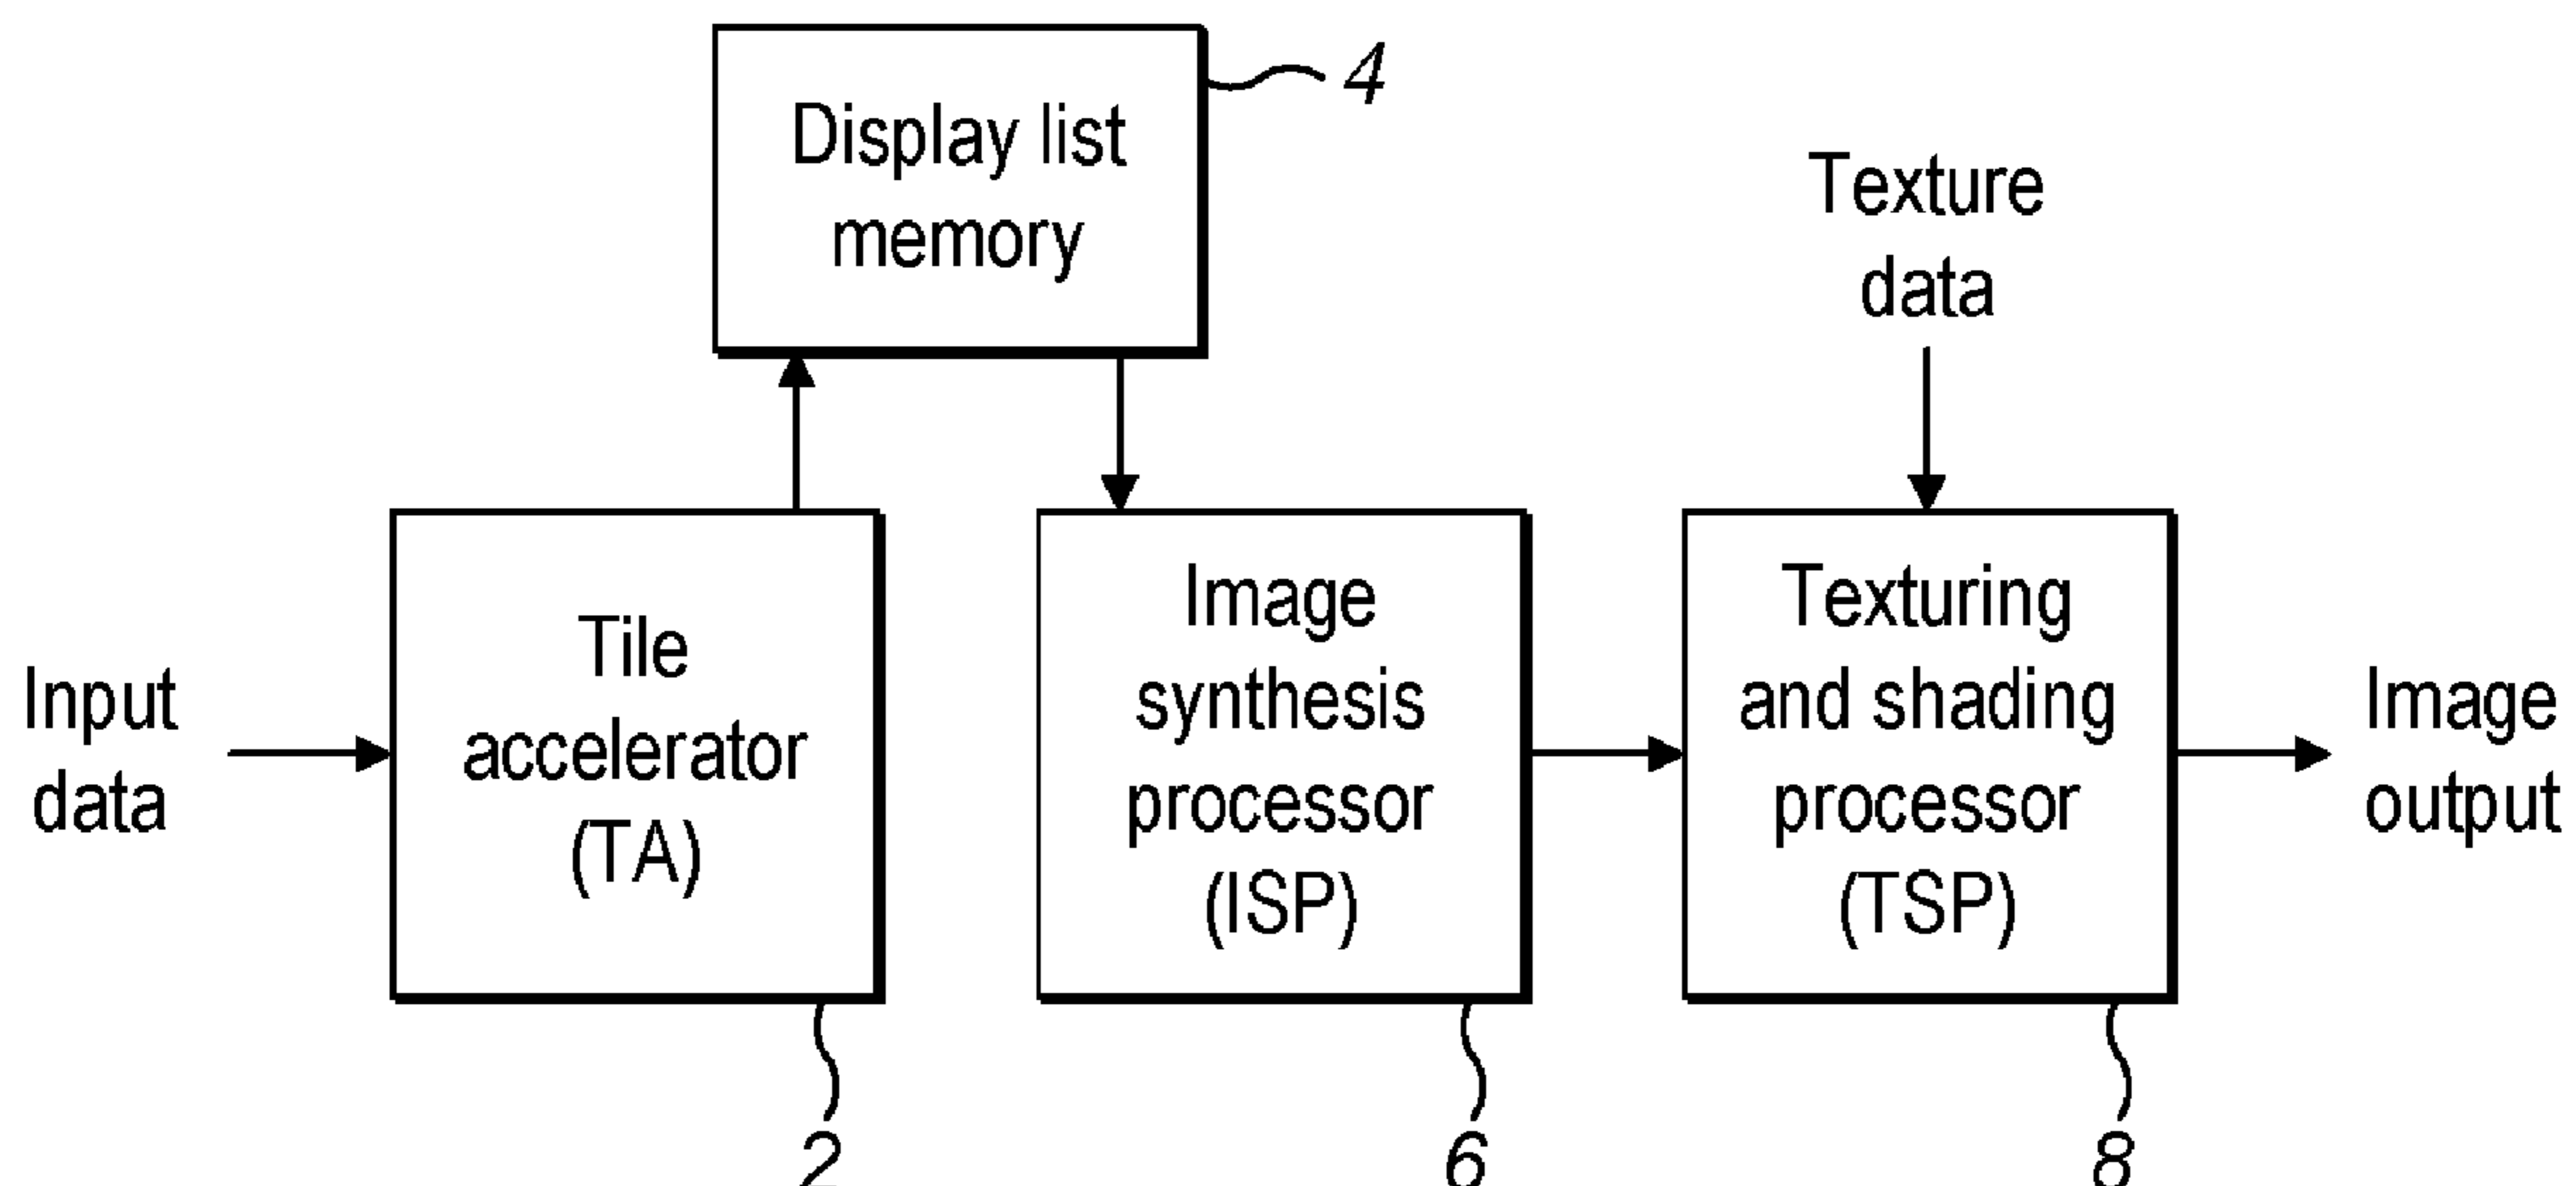 Display list
memory
4
Texture
data
Input
data
Tile
accelerator
(TA)
Image
synthesis
processor
(ISP)
Texturing
and shading
processor
(TSP)
Image
output
2
6
8